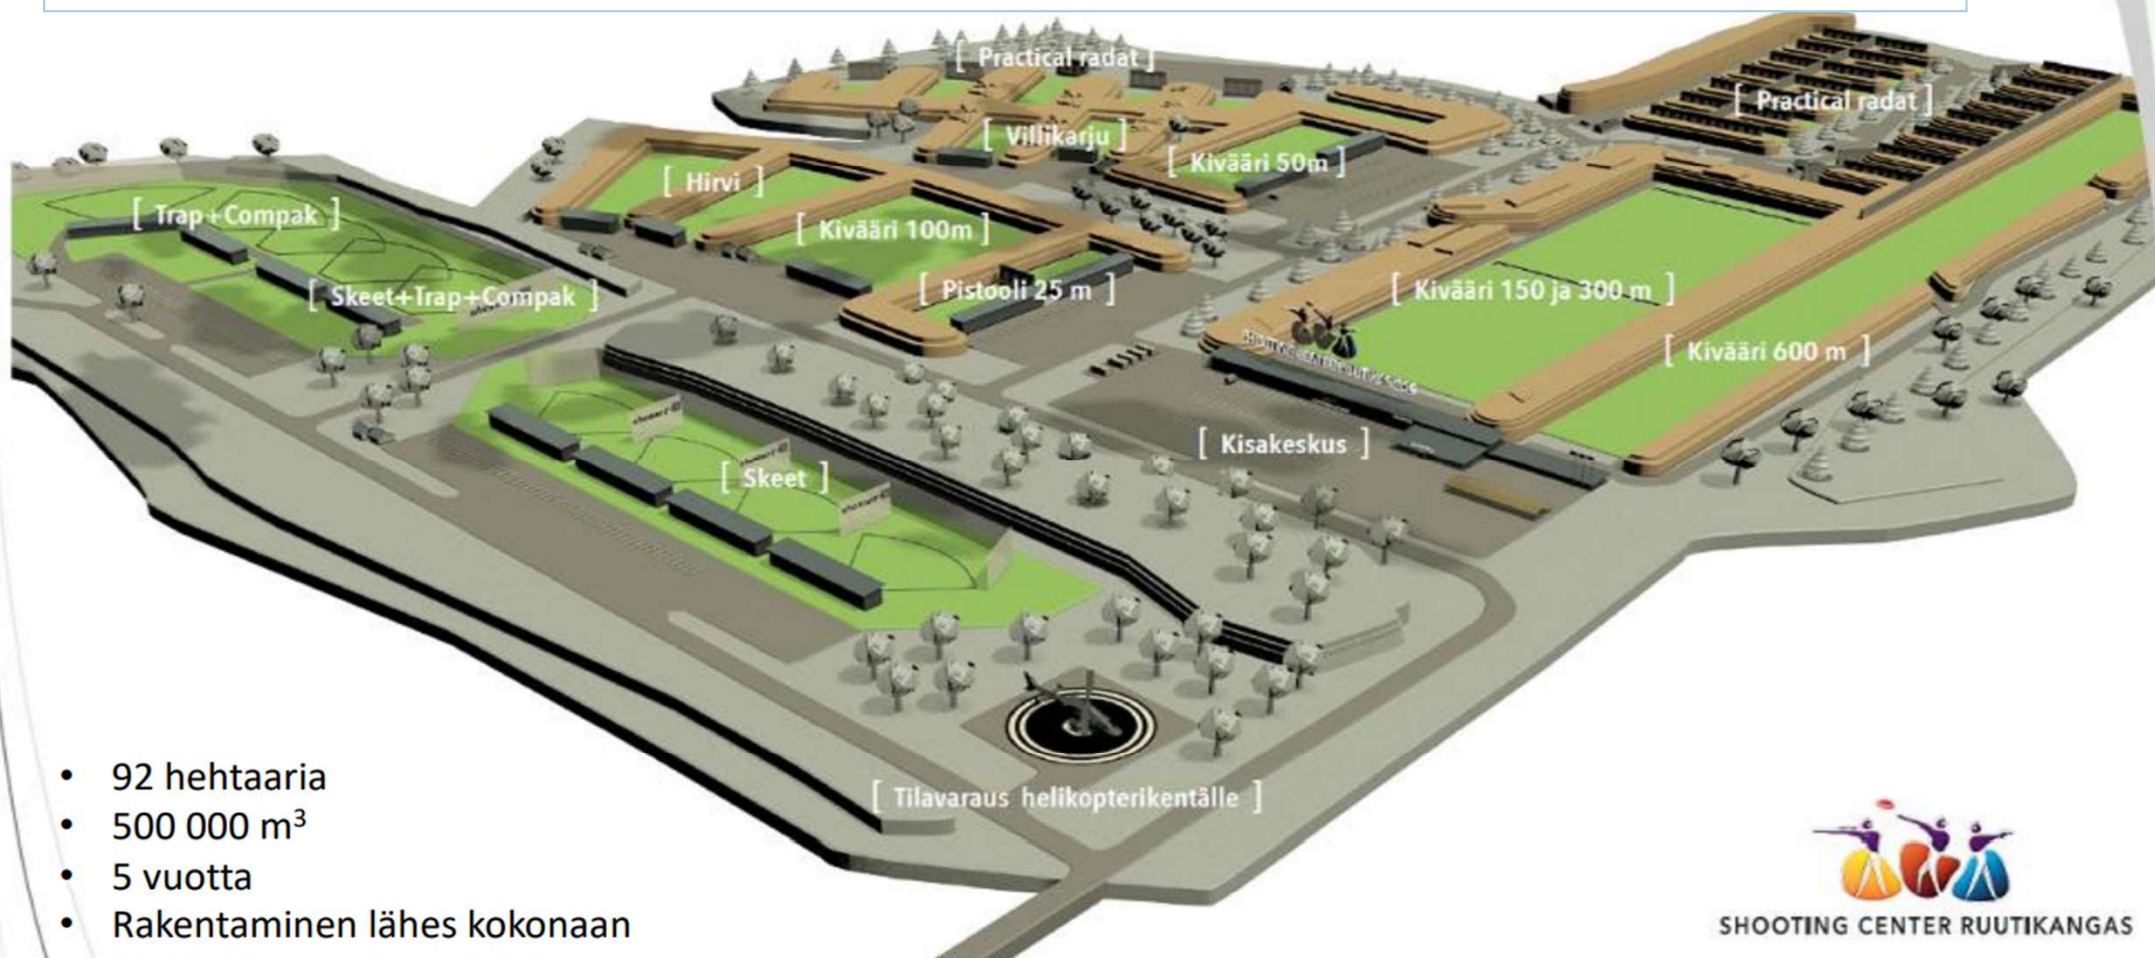 [ Practical radat ]
[ Practical radat ]
[ Villikarju ]
[ Kivääri 50m ]
[ Hirvi ]
[ Trap+Compak ]
[ Kivääri 100m ]
[ Skeet+Trap+Compak ]
[ Pistooli 25 m ]
[ Kivääri 150 ja 300 m ]
[ Kivääri 600 m ]
[ Kisakeskus ]
[ Skeet ]
[ Tilavaraus helikopterikentälle ]
• 92 hehtaaria
• 500 000 m³
• 5 vuotta
• Rakentaminen lähes kokonaan
SHOOTING CENTER RUUTIKANGAS